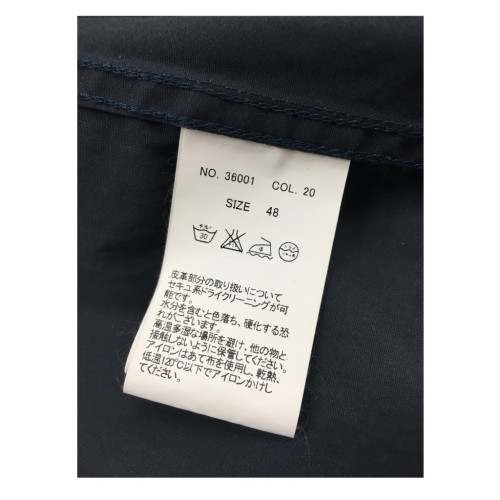 NO. 36001 COL. 20
SIZE 48
30
皮革部分の取り扱いについて
セキユ系ドライクリーニングが可
能です。
水分を含むと色落ち、硬化する恐
れがございます。
高温多湿な場所を避け、他の物と
接触しないように保管してください。
アイロンはあて布を使用し、乾熱、
低温120℃以下でアイロンかけし
てください。